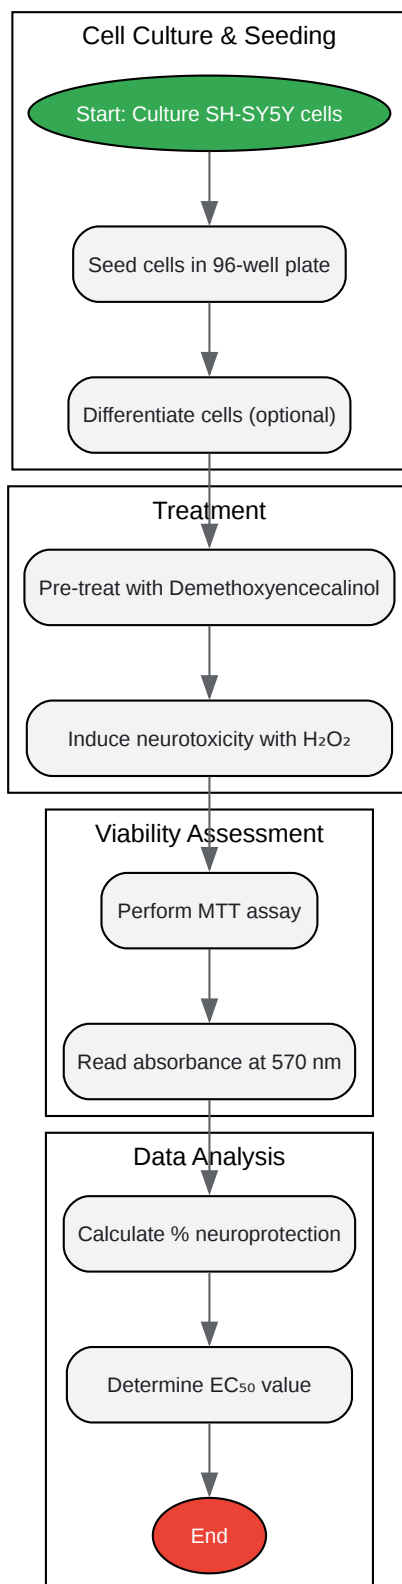 Cell Culture & Seeding
Start: Culture SH-SY5Y cells
Seed cells in 96-well plate
Differentiate cells (optional)
Treatment
Pre-treat with Demethoxyencecalinol
Induce neurotoxicity with H₂O₂
Viability Assessment
Perform MTT assay
Read absorbance at 570 nm
Data Analysis
Calculate % neuroprotection
Determine EC₅₀ value
End